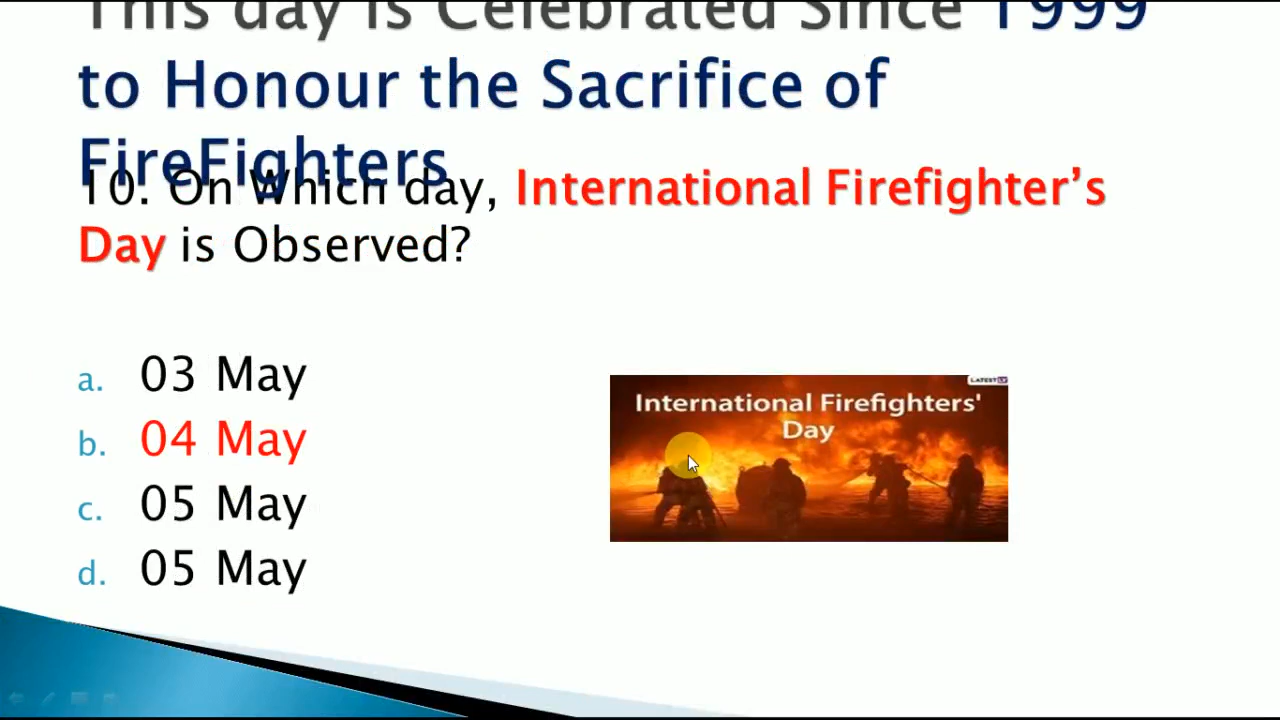 This day is Celebrated Since 1999
to Honour the Sacrifice of
FireFighters
10. On Which day, International Firefighter’s
Day is Observed?
a. 03 May
b. 04 May
c. 05 May
d. 05 May
LATESTLY
International Firefighters'
Day